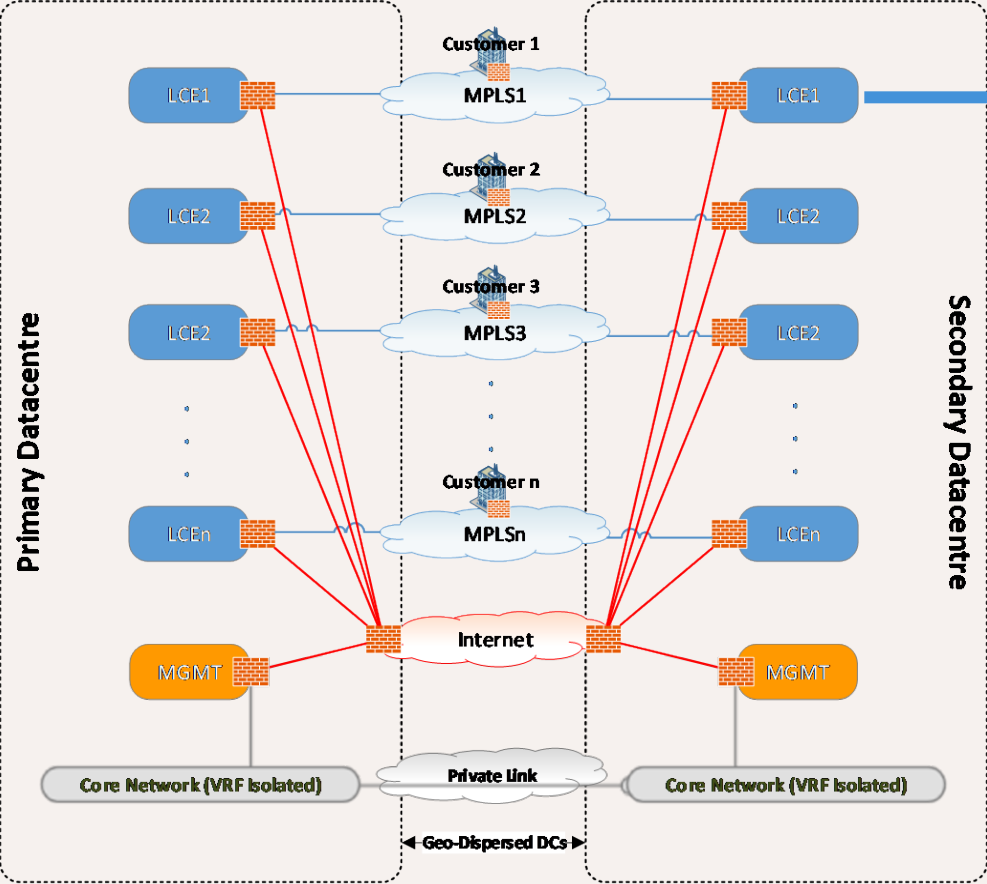 Customer 1
LCE1
MPLS1
LCE1
Customer 2
LCE2
MPLS2
LCE2
Customer 3
LCE2
MPLS3
LCE2
Primary Datacentre
Secondary Datacentre
Customer n
LCEn
MPLSn
LCEn
Internet
MGMT
MGMT
Core Network (VRF Isolated)
Private Link
Core Network (VRF Isolated)
Geo-Dispersed DCs